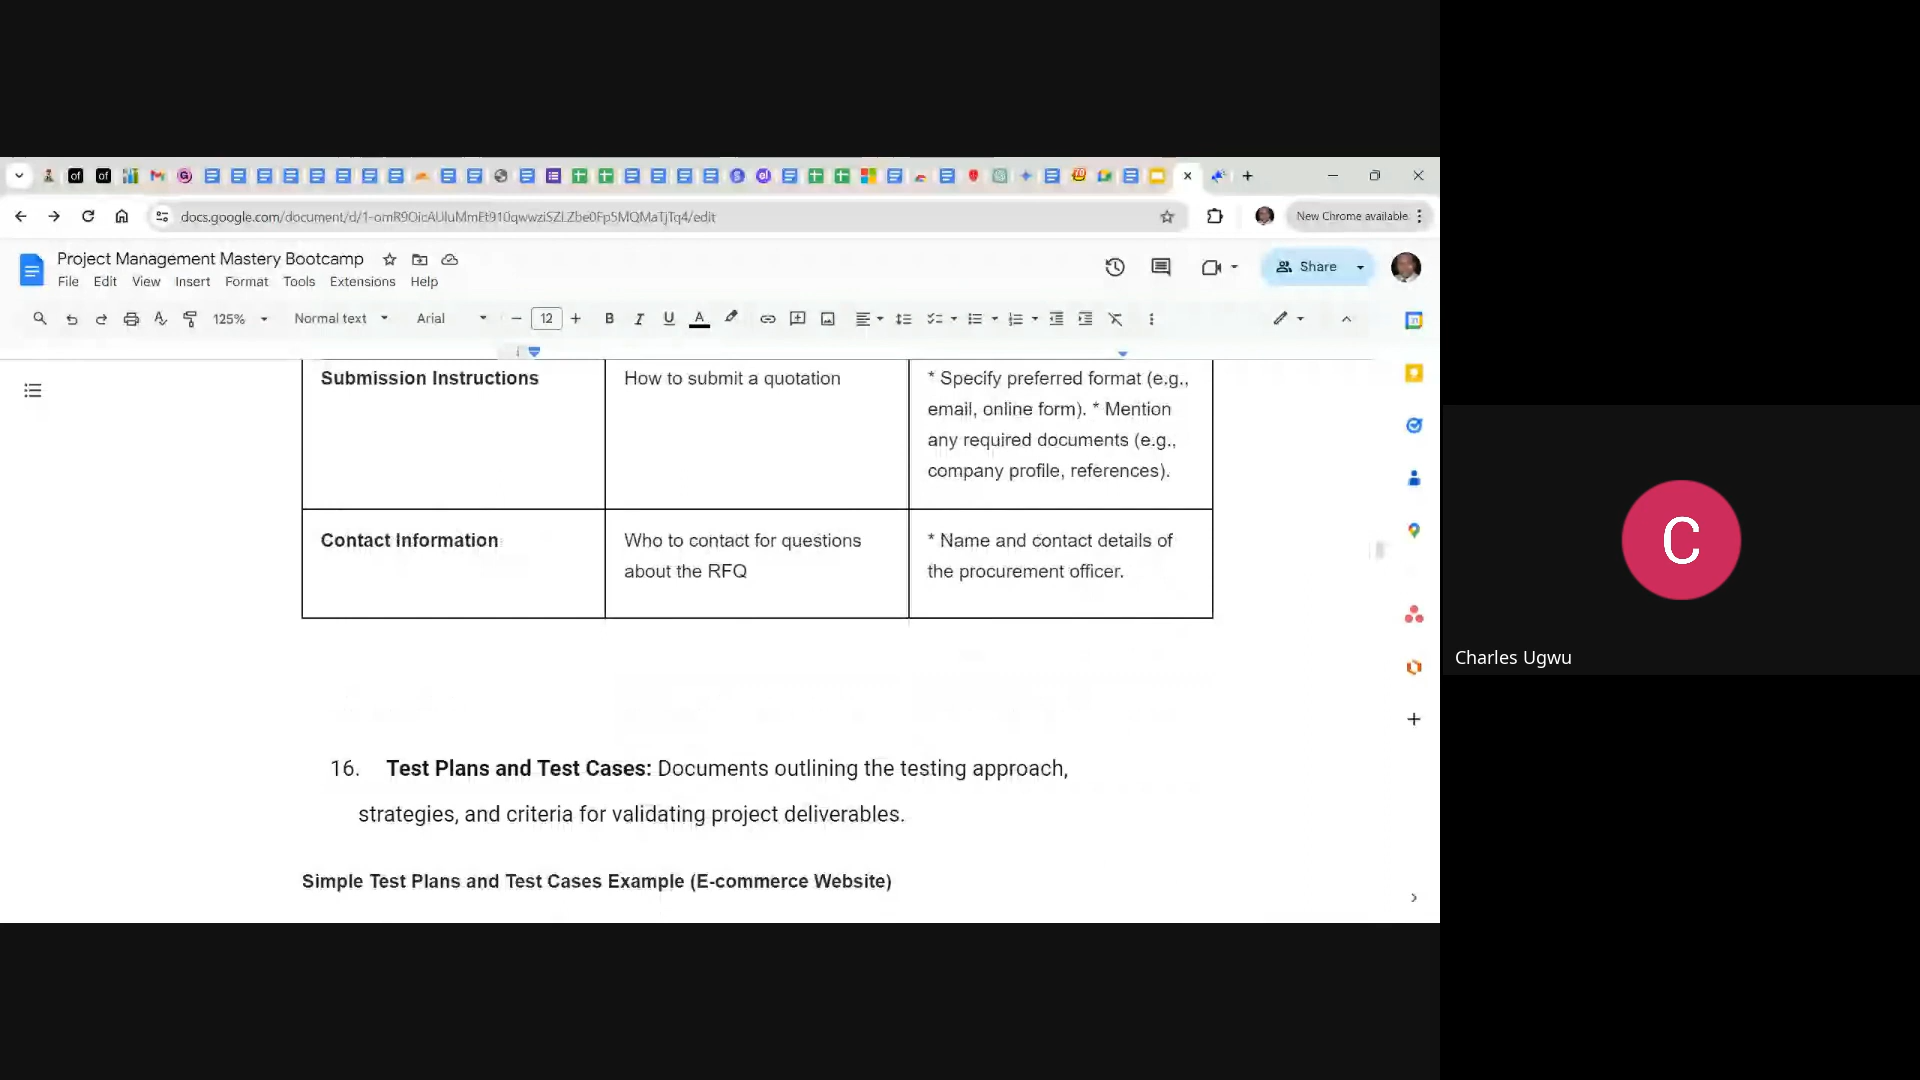 docs.google.com/document/d/1-omR9OicAUluMmEt910qwwziSZLZbe0Fp5MQMaTjTq4/edit
New Chrome available
Project Management Mastery Bootcamp
File Edit View Insert Format Tools Extensions Help
Share
125% Normal text Arial 12
Submission Instructions
How to submit a quotation
* Specify preferred format (e.g.,
email, online form). * Mention
any required documents (e.g.,
company profile, references).
Contact Information
Who to contact for questions
about the RFQ
* Name and contact details of
the procurement officer.
16. Test Plans and Test Cases: Documents outlining the testing approach,
strategies, and criteria for validating project deliverables.
Simple Test Plans and Test Cases Example (E-commerce Website)
C
Charles Ugwu